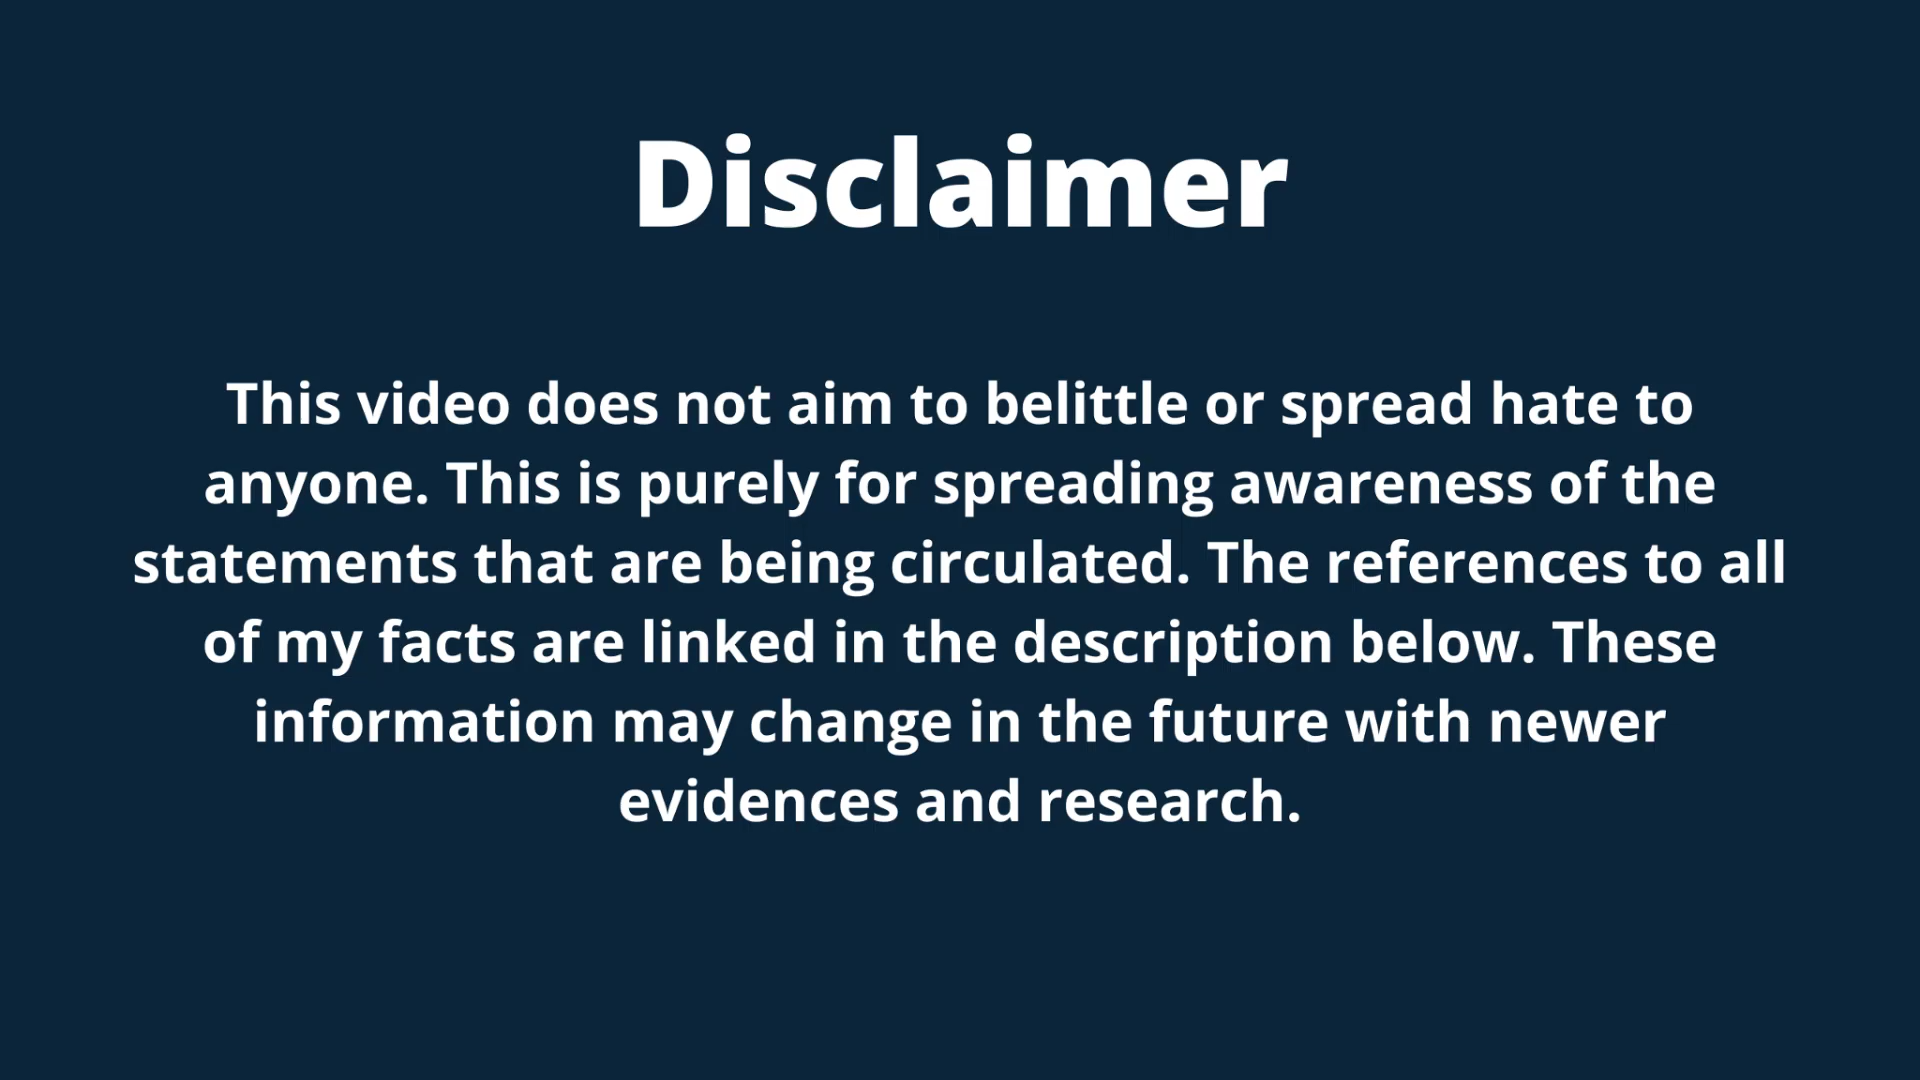 Disclaimer
This video does not aim to belittle or spread hate to
anyone. This is purely for spreading awareness of the
statements that are being circulated. The references to all
of my facts are linked in the description below. These
information may change in the future with newer
evidences and research.